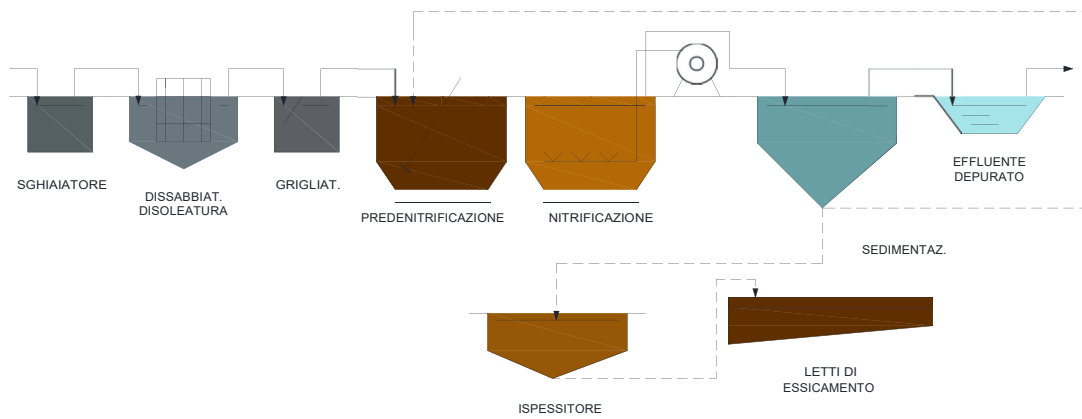 SGHIAIATORE
DISSABBIAT.
DISOLEATURA
GRIGLIAT.
PREDENITRIFICAZIONE
NITRIFICAZIONE
EFFLUENTE
DEPURATO
SEDIMENTAZ.
ISPESSITORE
LETTI DI
ESSICAMENTO